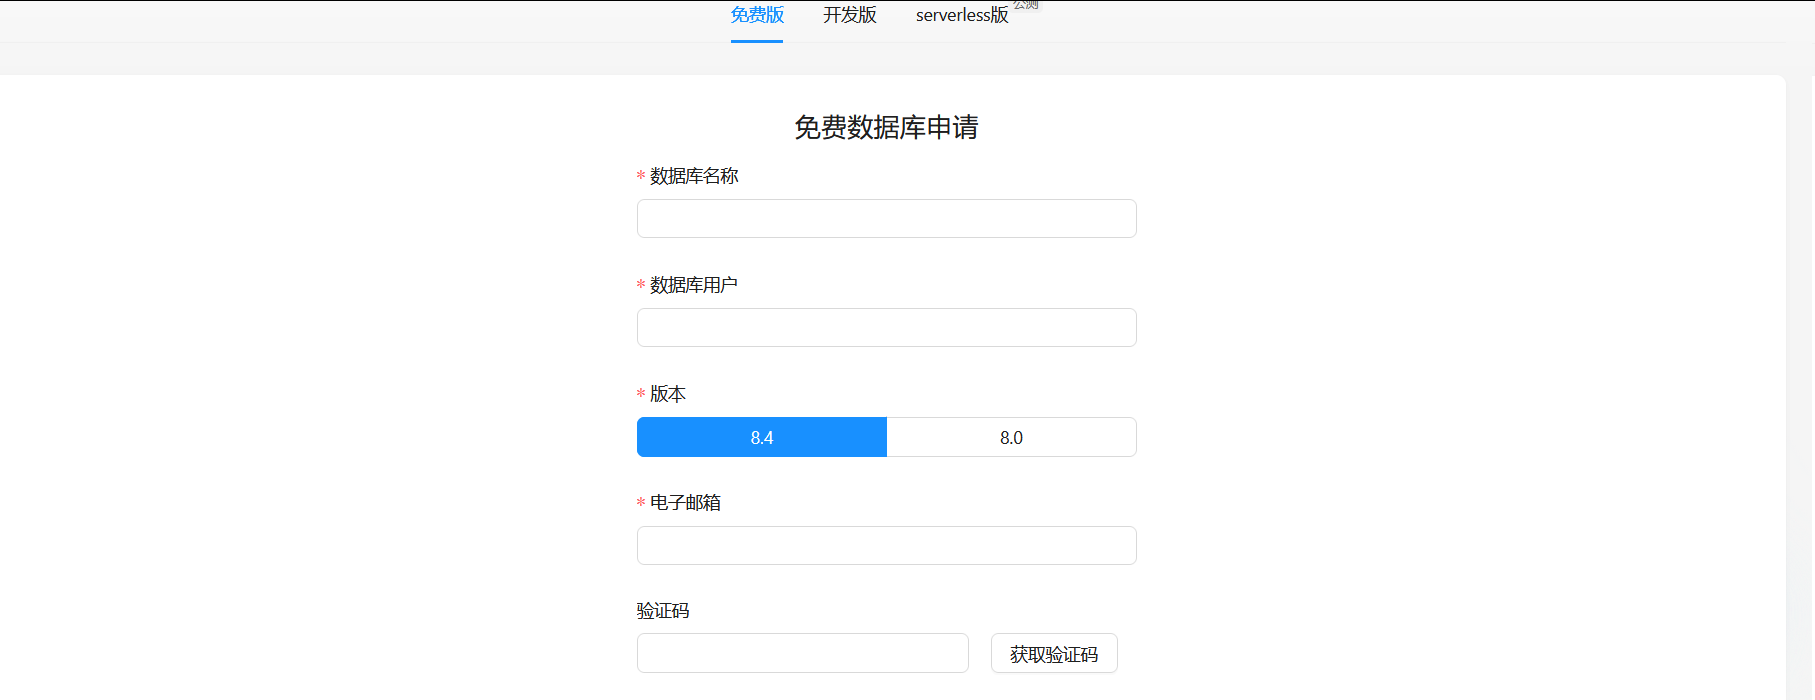 免费版 开发版 serverless版 公测
免费数据库申请
* 数据库名称
* 数据库用户
* 版本
8.4 8.0
* 电子邮箱
验证码
获取验证码